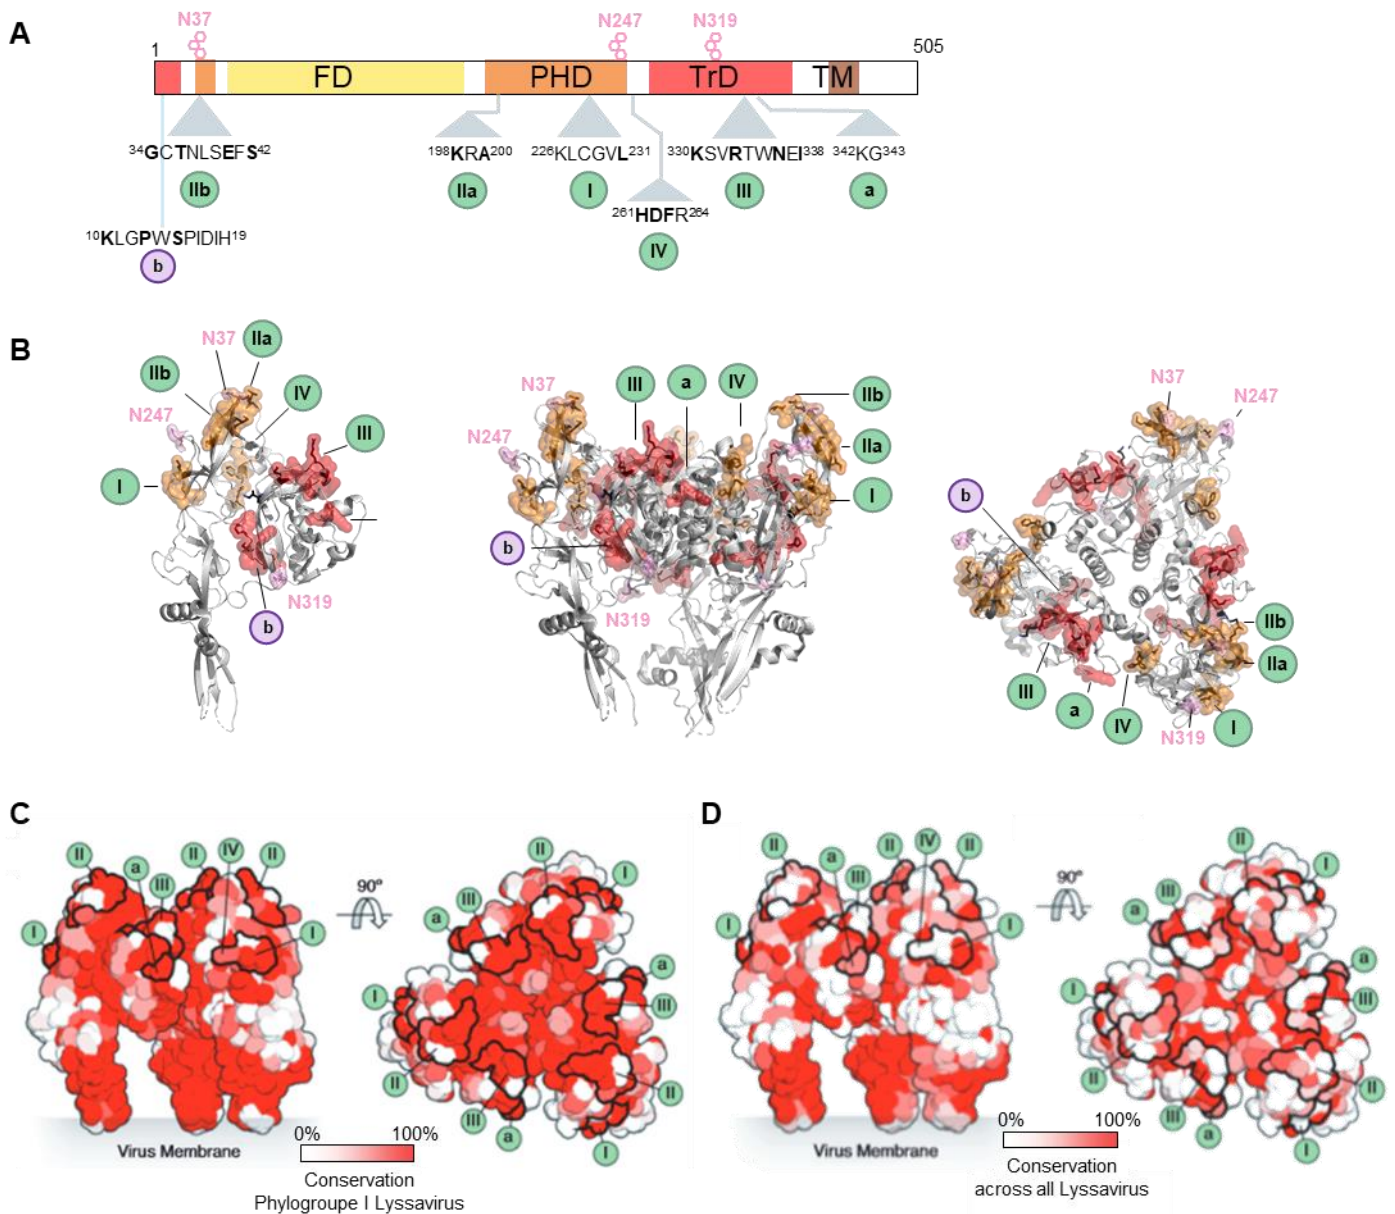 A
N37
N247
N319
1
505
FD
PHD
TrD
TM
34GCTNLSEFS42
198KRA200
226KLCGVL231
330KSVRTWNEI338
342KG343
IIb
IIa
I
III
a
261HDFR264
10KLGPWSPIDIH19
IV
b
B
N37
IIa
IIb
IV
N247
III
I
N319
b
N37
III
a
IV
IIb
N247
IIa
I
b
N319
N37
N247
b
IIb
IIa
III
a
IV
I
N319
C
II
a
III
II
IV
II
I
I
90°
II
I
III
a
a
I
III
II
II
III
a
I
Virus Membrane
0%
100%
Conservation
Phylogroupe I Lyssavirus
D
II
a
III
II
IV
II
I
I
90°
II
I
III
a
a
I
III
II
II
III
a
I
Virus Membrane
0%
100%
Conservation
across all Lyssavirus